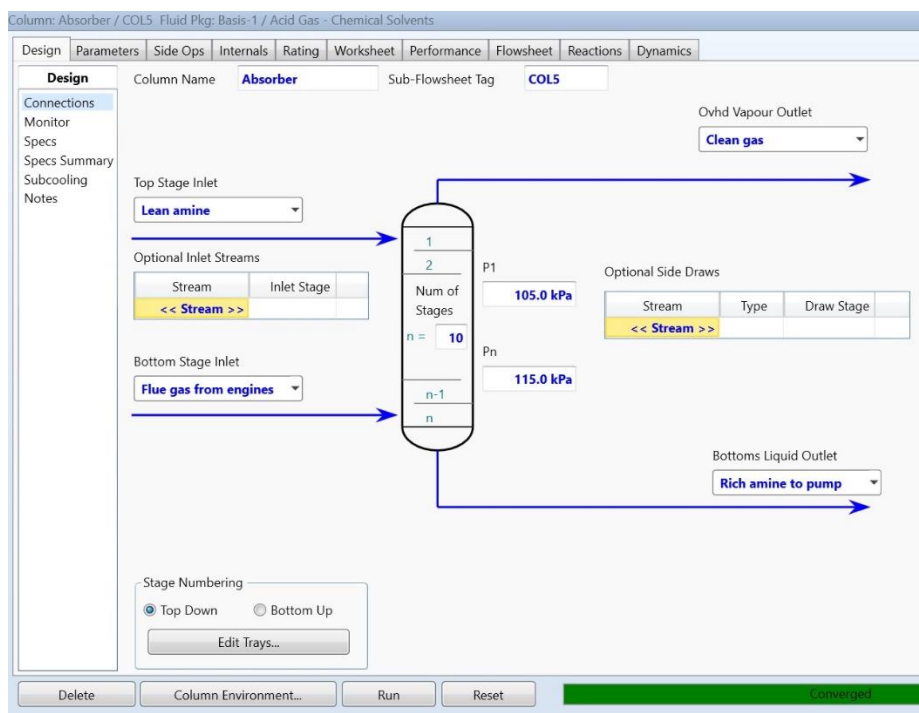 Column: Absorber / COL5 Fluid Pkg: Basis-1 / Acid Gas - Chemical Solvents
Design Parameters Side Ops Internals Rating Worksheet Performance Flowsheet Reactions Dynamics
Design
Connections
Monitor
Specs
Specs Summary
Subcooling
Notes
Column Name Absorber Sub-Flowsheet Tag COL5
Ovhd Vapour Outlet
Clean gas
Top Stage Inlet
Lean amine
Optional Inlet Streams
Stream Inlet Stage
<< Stream >>
Bottom Stage Inlet
Flue gas from engines
1
2
Num of
Stages
n = 10
n-1
n
P1
105.0 kPa
Pn
115.0 kPa
Optional Side Draws
Stream Type Draw Stage
<< Stream >>
Bottoms Liquid Outlet
Rich amine to pump
Stage Numbering
Top Down Bottom Up
Edit Trays...
Delete Column Environment... Run Reset Converged